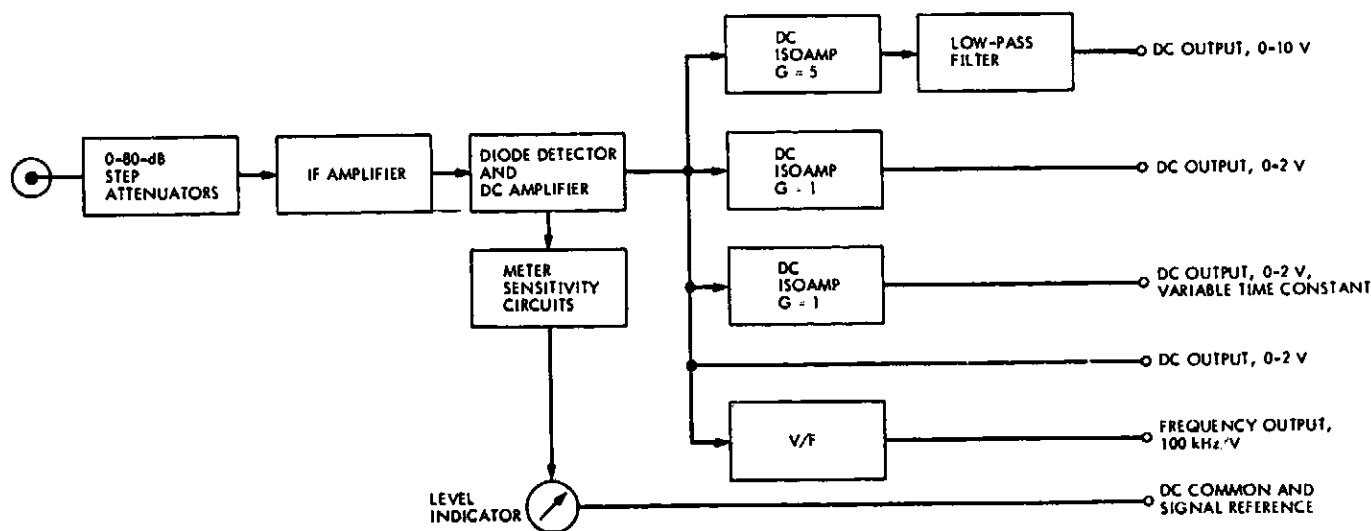 DC
ISOAMP
G = 5
LOW-PASS
FILTER
DC OUTPUT, 0-10 V
0-80-dB
STEP
ATTENUATORS
IF AMPLIFIER
DIODE DETECTOR
AND
DC AMPLIFIER
DC
ISOAMP
G = 1
DC OUTPUT, 0-2 V
METER
SENSITIVITY
CIRCUITS
DC
ISOAMP
G = 1
DC OUTPUT, 0-2 V,
VARIABLE TIME CONSTANT
DC OUTPUT, 0-2 V
V/F
FREQUENCY OUTPUT,
100 kHz/V
LEVEL
INDICATOR
DC COMMON AND
SIGNAL REFERENCE